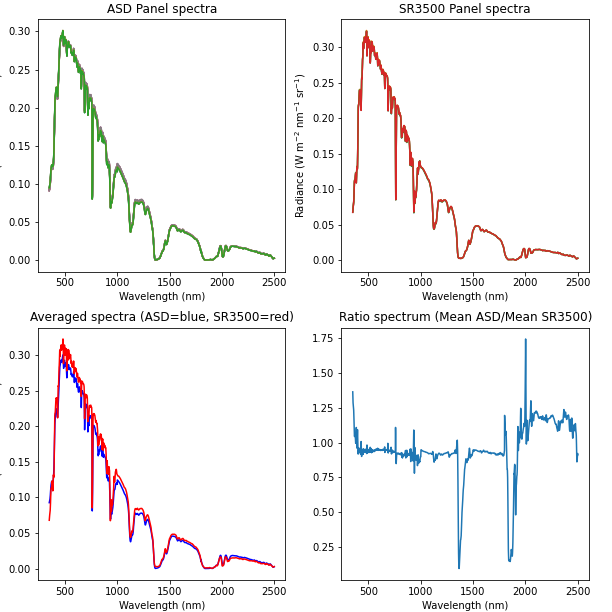 ASD Panel spectra
0.30
0.25
0.20
0.15
0.10
0.05
0.00
500 1000 1500 2000 2500
Wavelength (nm)
SR3500 Panel spectra
Radiance (W m⁻² nm⁻¹ sr⁻¹)
0.30
0.25
0.20
0.15
0.10
0.05
0.00
500 1000 1500 2000 2500
Wavelength (nm)
Averaged spectra (ASD=blue, SR3500=red)
0.30
0.25
0.20
0.15
0.10
0.05
0.00
500 1000 1500 2000 2500
Wavelength (nm)
Ratio spectrum (Mean ASD/Mean SR3500)
1.75
1.50
1.25
1.00
0.75
0.50
0.25
500 1000 1500 2000 2500
Wavelength (nm)